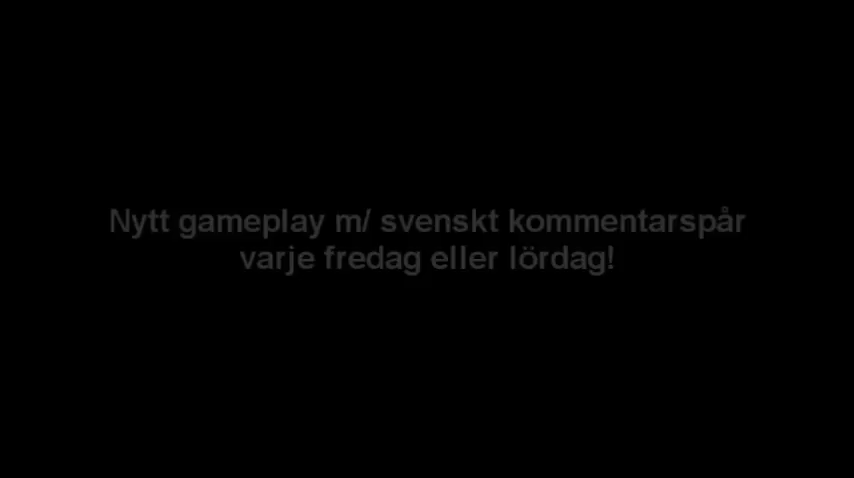 Nytt gameplay m/ svenskt kommentarspår
varje fredag eller lördag!